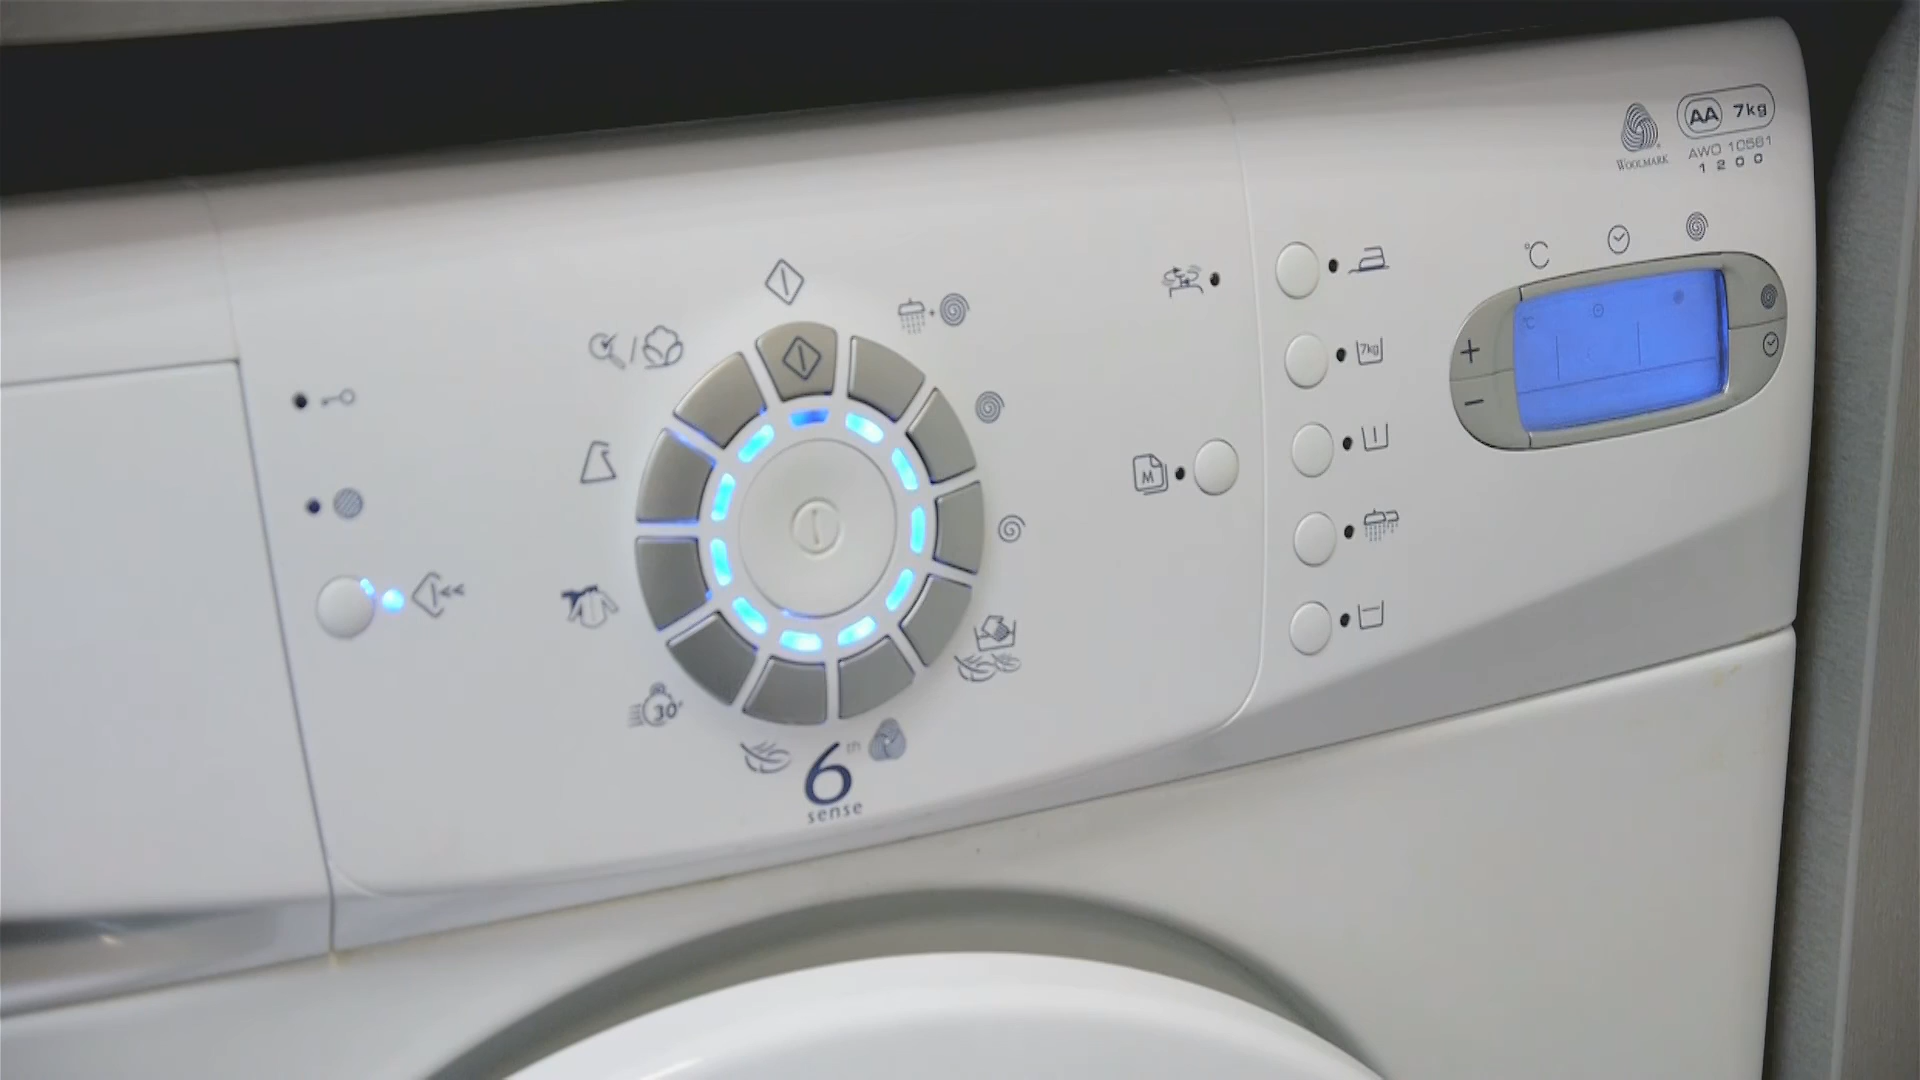 AA 7kg
WOOLMARK
AWO 10561
1200
°C
7kg
+
−
M
30'
6th
sense